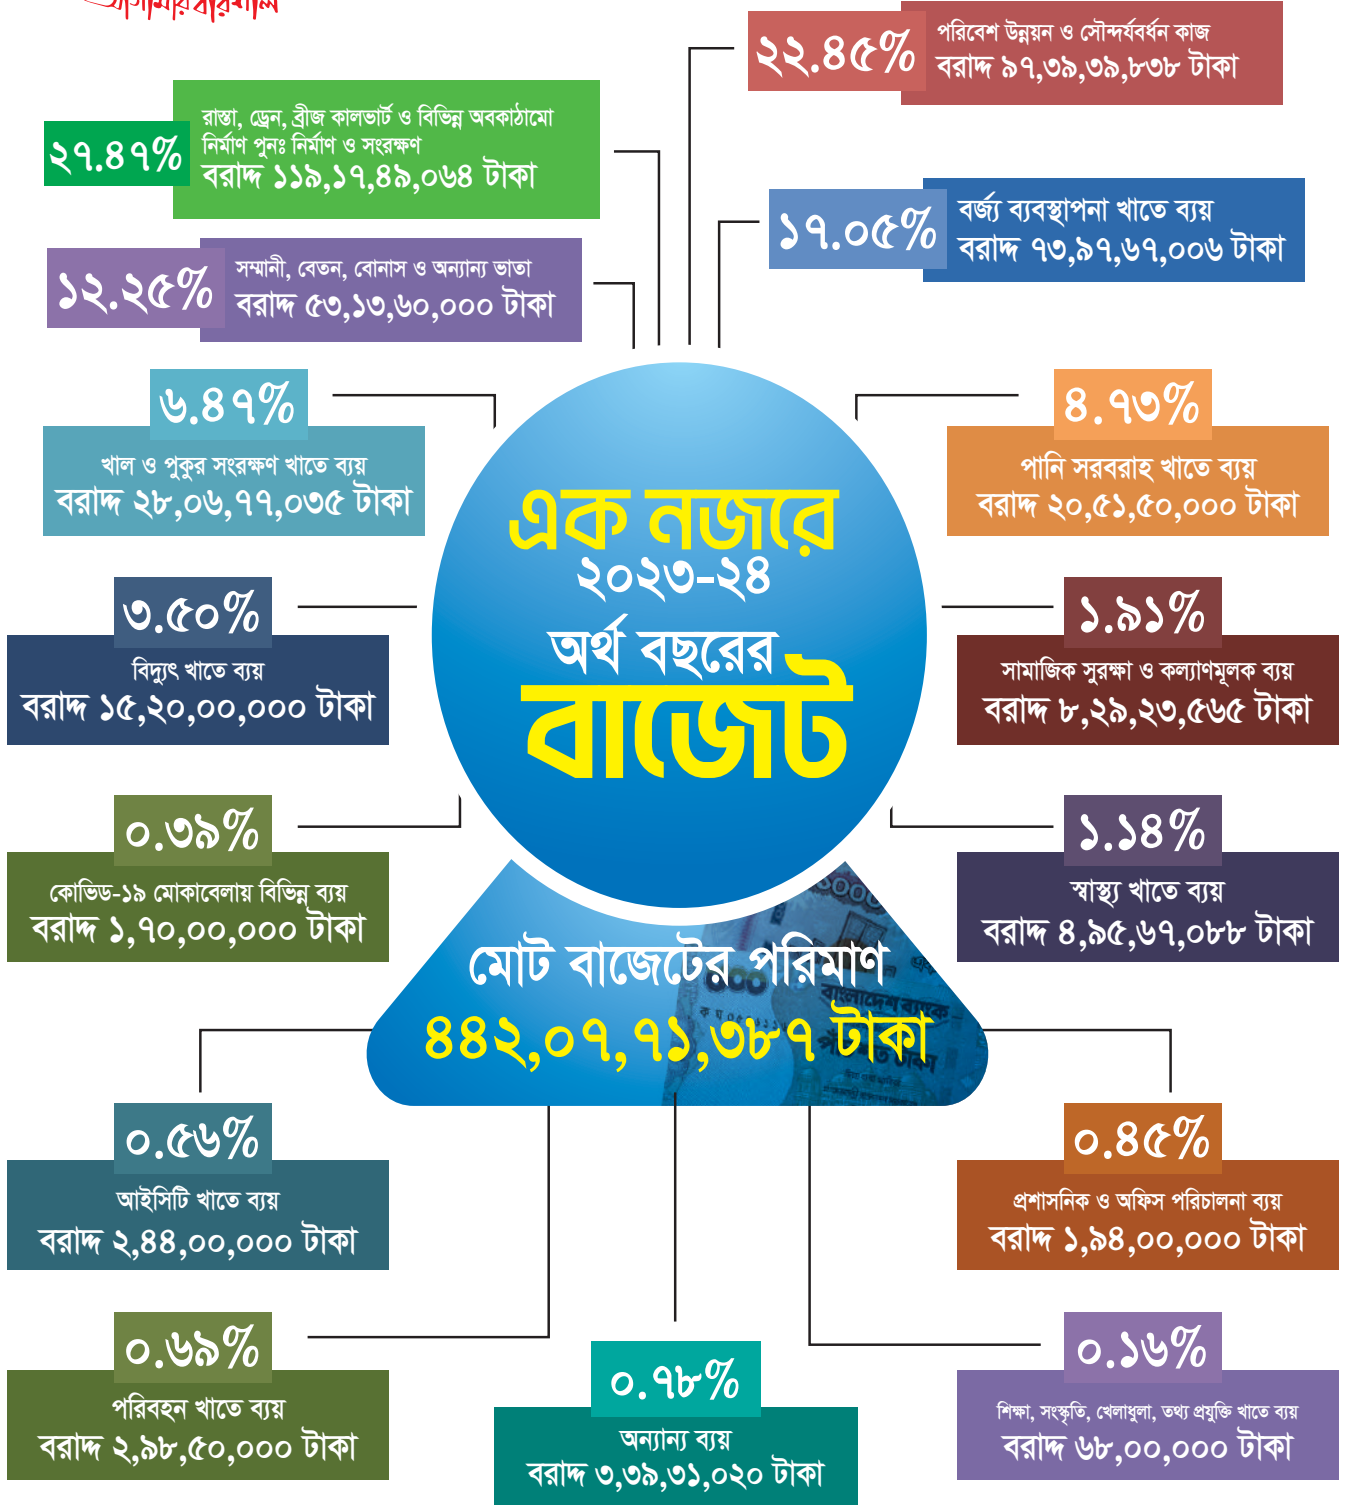 ২২.৪৫%
পরিবেশ উন্নয়ন ও সৌন্দর্যবর্ধন কাজ
বরাদ্দ ৯৭,৩৯,৩৯,৮৩৮ টাকা
২৭.৪৭%
রাস্তা, ড্রেন, ব্রীজ কালভার্ট ও বিভিন্ন অবকাঠামো
নির্মাণ পুনঃ নির্মাণ ও সংরক্ষণ
বরাদ্দ ১১৯,১৭,৪৯,০৬৪ টাকা
১৭.০৫%
বর্জ্য ব্যবস্থাপনা খাতে ব্যয়
বরাদ্দ ৭৩,৯৭,৬৭,০০৬ টাকা
১২.২৫%
সম্মানী, বেতন, বোনাস ও অন্যান্য ভাতা
বরাদ্দ ৫৩,১৩,৬০,০০০ টাকা
৬.৪৭%
খাল ও পুকুর সংরক্ষণ খাতে ব্যয়
বরাদ্দ ২৮,০৬,৭৭,০৩৫ টাকা
৪.৭৩%
পানি সরবরাহ খাতে ব্যয়
বরাদ্দ ২০,৫১,৫০,০০০ টাকা
এক নজরে
২০২৩-২৪
অর্থ বছরের
বাজেট
৩.৫০%
বিদ্যুৎ খাতে ব্যয়
বরাদ্দ ১৫,২০,০০,০০০ টাকা
১.৯১%
সামাজিক সুরক্ষা ও কল্যাণমূলক ব্যয়
বরাদ্দ ৮,২৯,২৩,৫৬৫ টাকা
০.৩৯%
কোভিড-১৯ মোকাবেলায় বিভিন্ন ব্যয়
বরাদ্দ ১,৭০,০০,০০০ টাকা
১.১৪%
স্বাস্থ্য খাতে ব্যয়
বরাদ্দ ৪,৯৫,৬৭,০৮৮ টাকা
মোট বাজেটের পরিমাণ
৪৪২,০৭,৭১,৩৮৭ টাকা
বাংলাদেশ ব্যাংক
০.৫৬%
আইসিটি খাতে ব্যয়
বরাদ্দ ২,৪৪,০০,০০০ টাকা
০.৪৫%
প্রশাসনিক ও অফিস পরিচালনা ব্যয়
বরাদ্দ ১,৯৪,০০,০০০ টাকা
০.৬৯%
পরিবহন খাতে ব্যয়
বরাদ্দ ২,৯৮,৫০,০০০ টাকা
০.৭৮%
অন্যান্য ব্যয়
বরাদ্দ ৩,৩৯,৩১,০২০ টাকা
০.১৬%
শিক্ষা, সংস্কৃতি, খেলাধুলা, তথ্য প্রযুক্তি খাতে ব্যয়
বরাদ্দ ৬৮,০০,০০০ টাকা